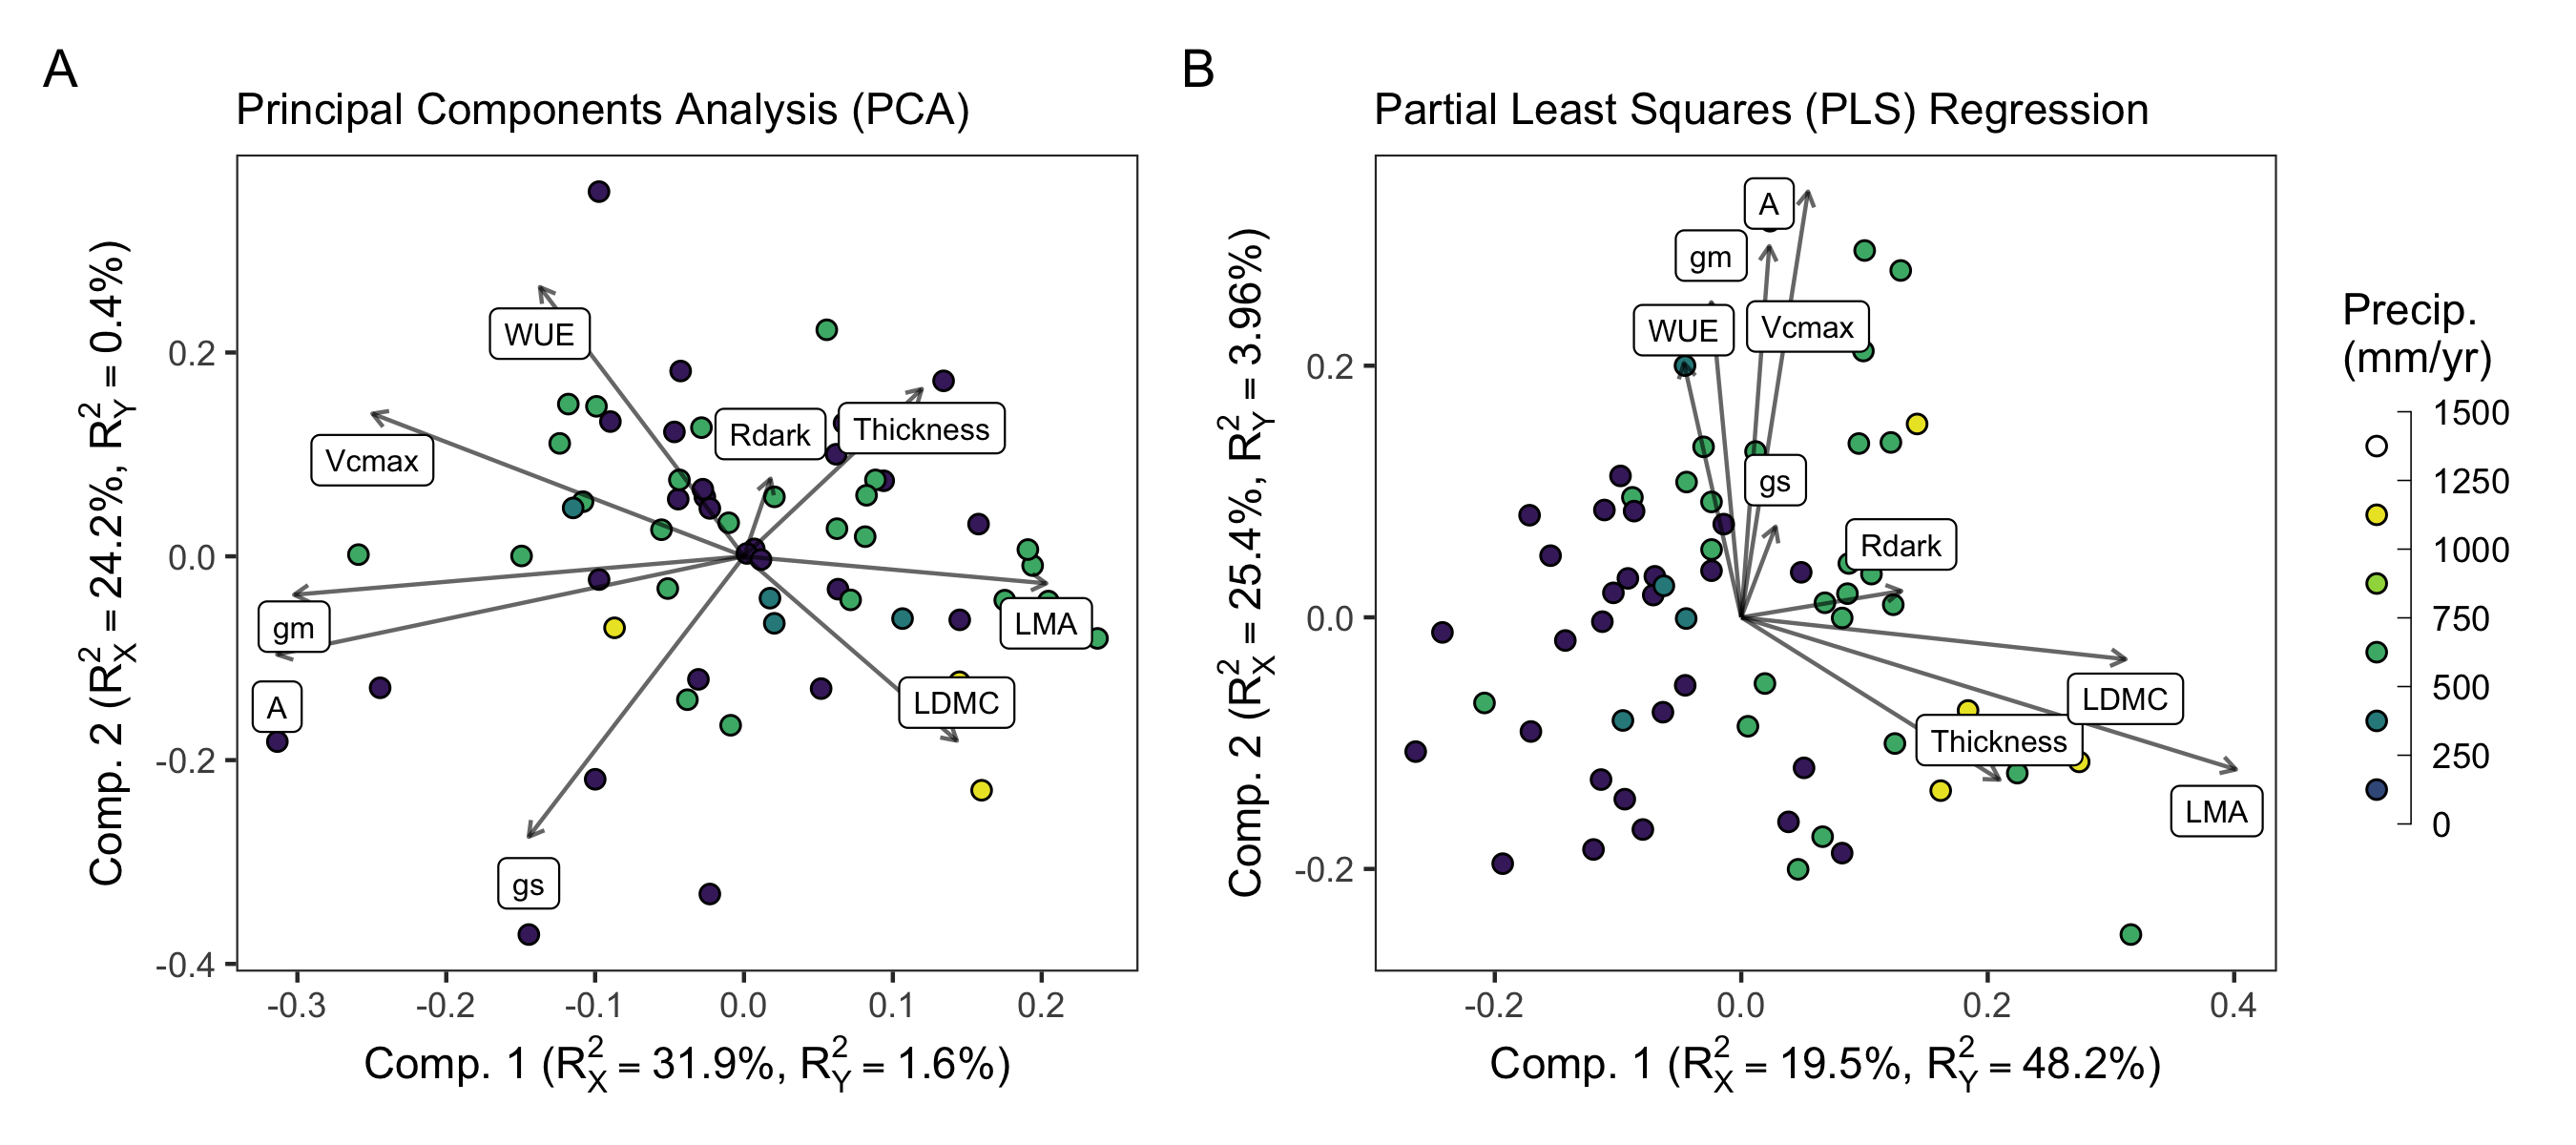 A
Principal Components Analysis (PCA)
Comp. 2 (R²X = 24.2%, R²Y = 0.4%)
0.2
0.0
-0.2
-0.4
WUE
Vcmax
Rdark
Thickness
gm
A
LMA
LDMC
gs
-0.3 -0.2 -0.1 0.0 0.1 0.2
Comp. 1 (R²X = 31.9%, R²Y = 1.6%)
B
Partial Least Squares (PLS) Regression
Comp. 2 (R²X = 25.4%, R²Y = 3.96%)
0.2
0.0
-0.2
A
gm
WUE
Vcmax
gs
Rdark
LDMC
Thickness
LMA
-0.2 0.0 0.2 0.4
Comp. 1 (R²X = 19.5%, R²Y = 48.2%)
Precip.
(mm/yr)
1500
1250
1000
750
500
250
0